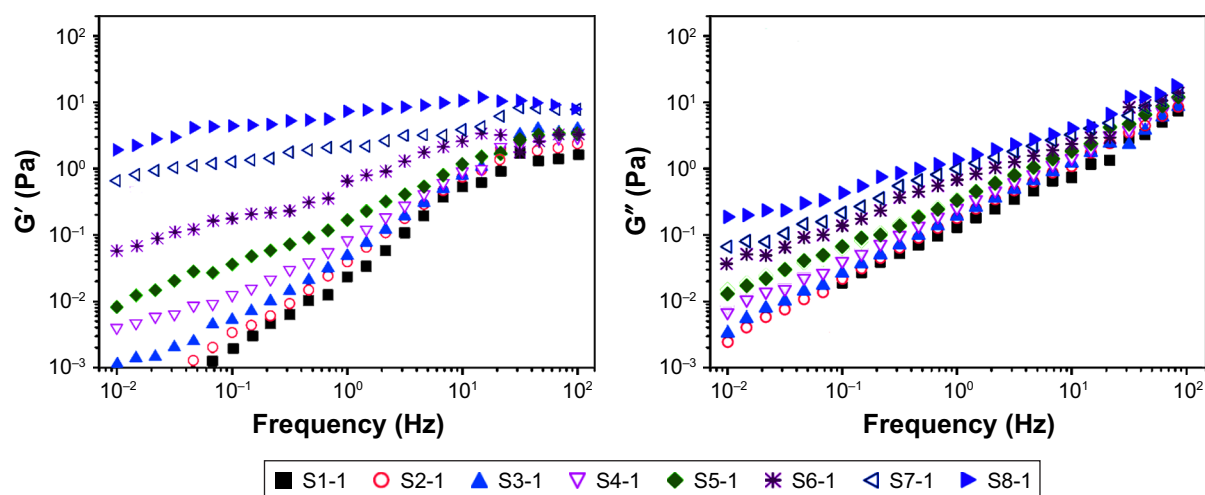 G′ (Pa)
10²
10¹
10⁰
10⁻¹
10⁻²
10⁻³
10⁻² 10⁻¹ 10⁰ 10¹ 10²
Frequency (Hz)
G″ (Pa)
10²
10¹
10⁰
10⁻¹
10⁻²
10⁻³
10⁻² 10⁻¹ 10⁰ 10¹ 10²
Frequency (Hz)
S1-1 S2-1 S3-1 S4-1 S5-1 S6-1 S7-1 S8-1